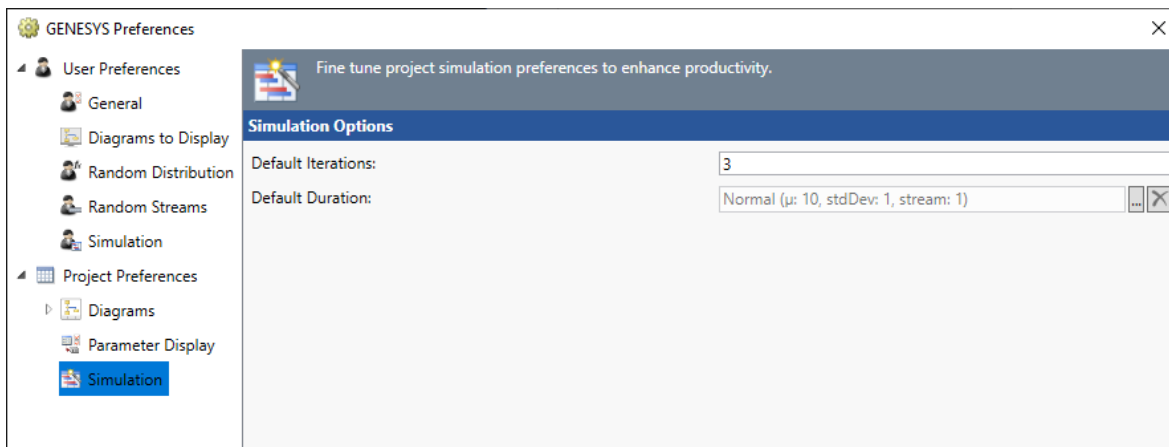 GENESYS Preferences
User Preferences
General
Diagrams to Display
Random Distribution
Random Streams
Simulation
Project Preferences
Diagrams
Parameter Display
Simulation
Fine tune project simulation preferences to enhance productivity.
Simulation Options
Default Iterations: 3
Default Duration: Normal (µ: 10, stdDev: 1, stream: 1) ...